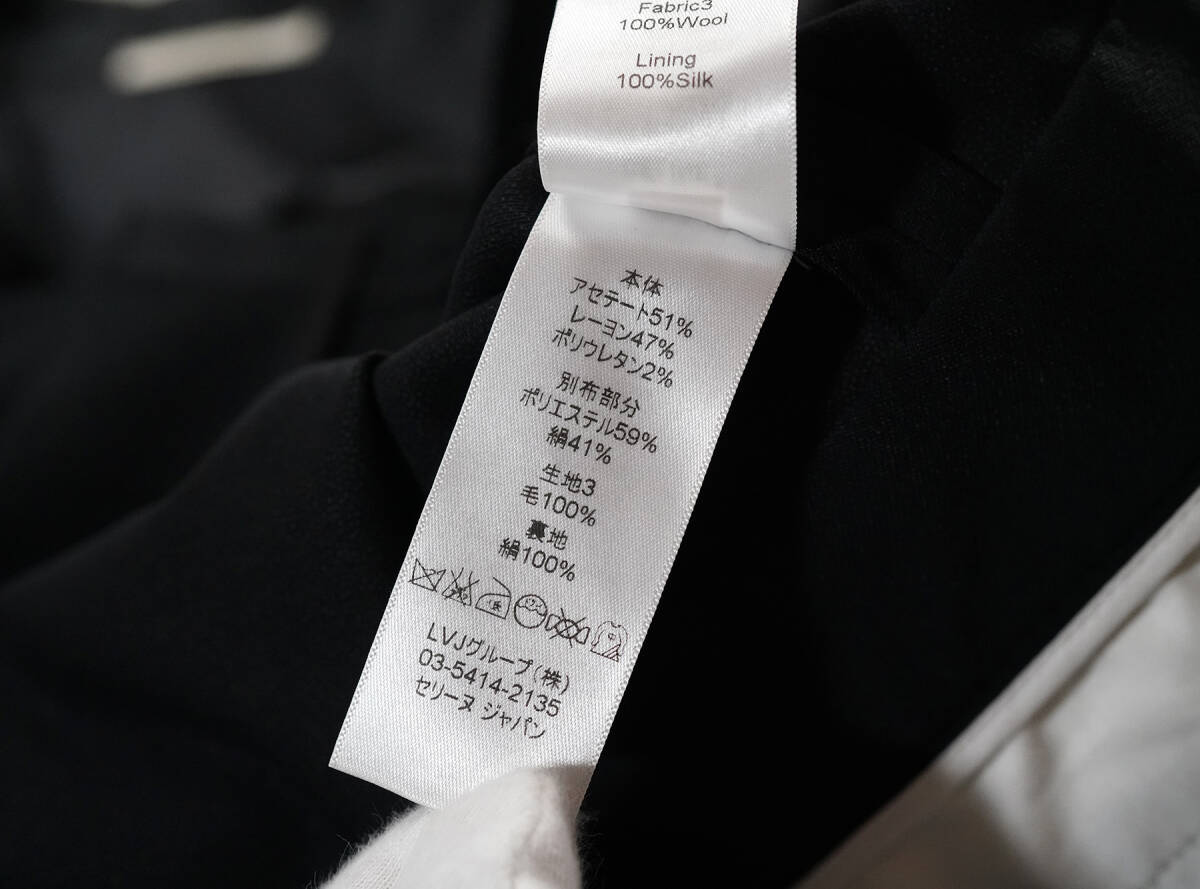 Fabric3
100%Wool
Lining
100%Silk
本体
アセテート51%
レーヨン47%
ポリウレタン2%
別布部分
ポリエステル59%
絹41%
生地3
毛100%
裏地
絹100%
LVJグループ(株)
03-5414-2135
セリーヌ ジャパン